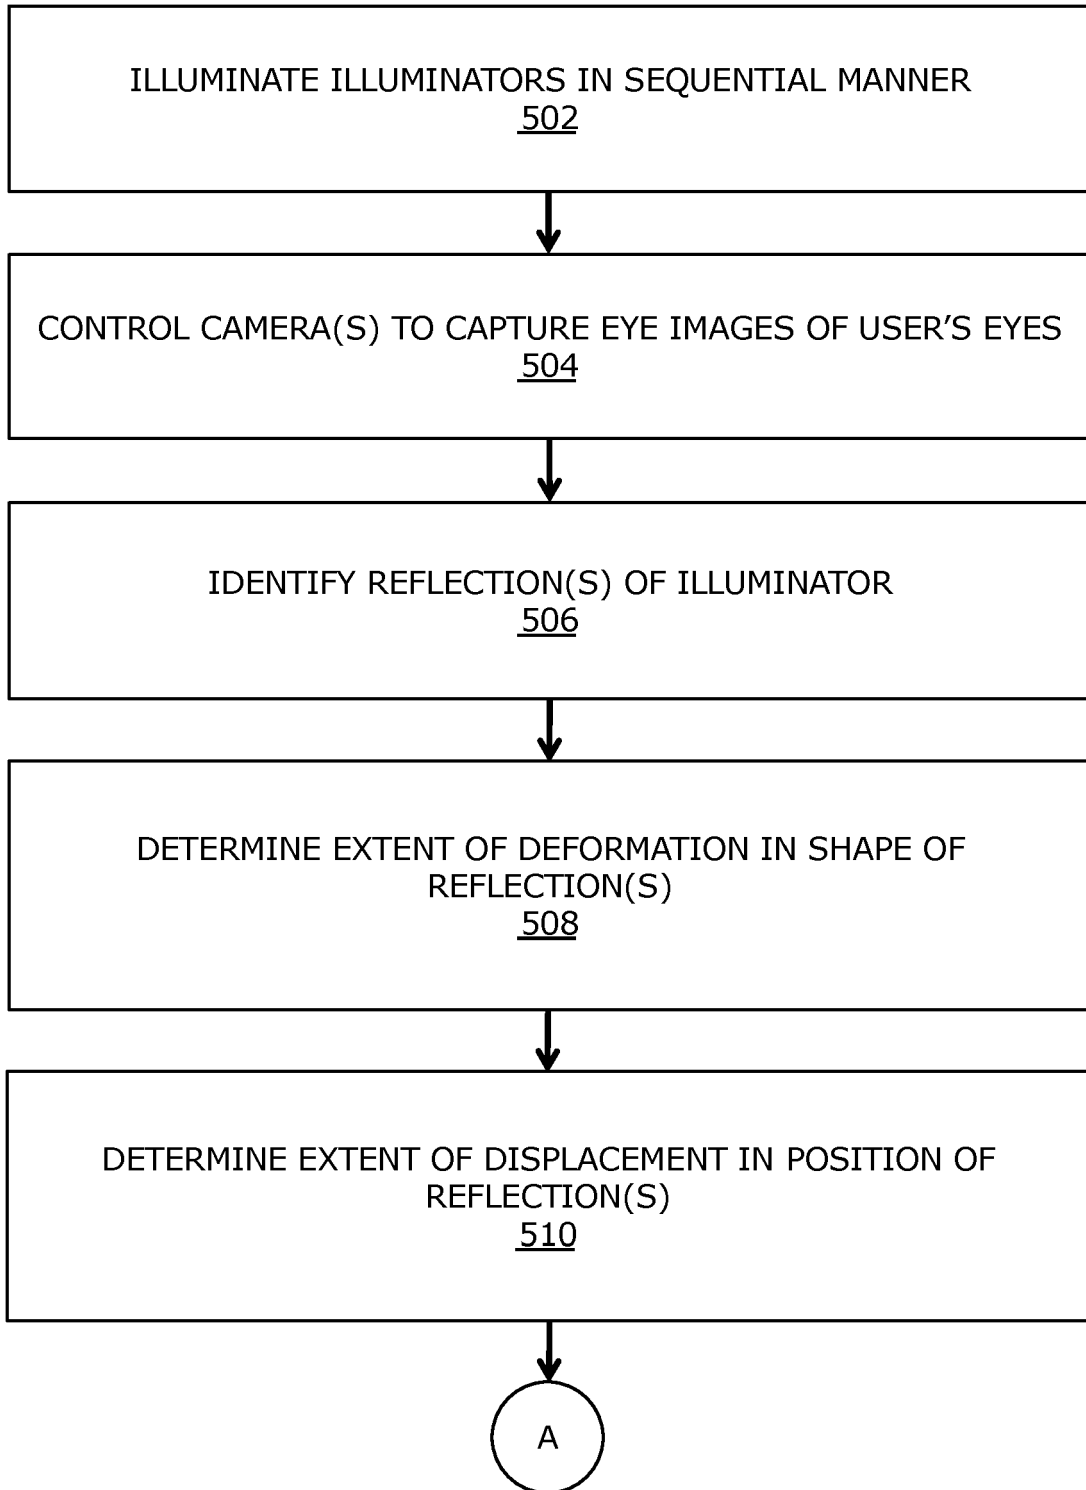 ILLUMINATE ILLUMINATORS IN SEQUENTIAL MANNER
502
CONTROL CAMERA(S) TO CAPTURE EYE IMAGES OF USER’S EYES
504
IDENTIFY REFLECTION(S) OF ILLUMINATOR
506
DETERMINE EXTENT OF DEFORMATION IN SHAPE OF
REFLECTION(S)
508
DETERMINE EXTENT OF DISPLACEMENT IN POSITION OF
REFLECTION(S)
510
A